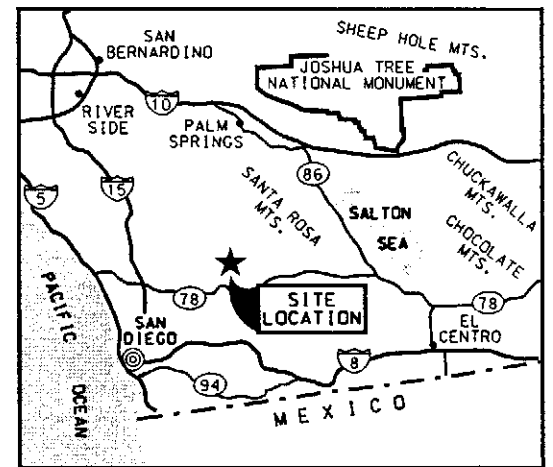 SAN
BERNARDINO
SHEEP HOLE MTS.
JOSHUA TREE
NATIONAL MONUMENT
RIVER
SIDE
10
PALM
SPRINGS
86
CHUCKAWALLA
MTS.
5
15
SANTA ROSA
MTS.
SALTON
SEA
CHOCOLATE
MTS.
PACIFIC
OCEAN
78
SITE
LOCATION
78
SAN
DIEGO
EL
CENTRO
8
94
MEXICO